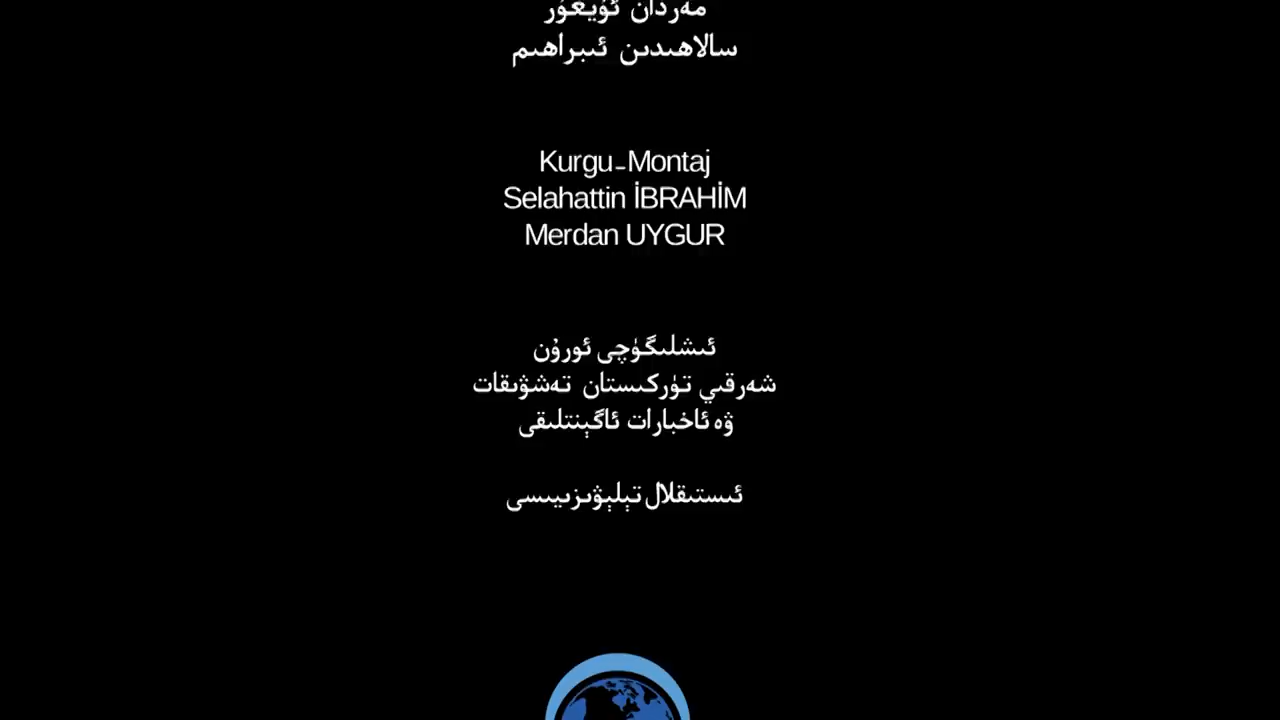 مەردان ئۇيغۇر
سالاھىدىن ئىبراھىم
Kurgu-Montaj
Selahattin İBRAHİM
Merdan UYGUR
ئىشلىگۈچى ئورۇن
شەرقىي تۈركىستان تەشۋىقات
ۋە ئاخبارات ئاگېنتلىقى
ئىستىقلال تېلېۋىزىيىسى